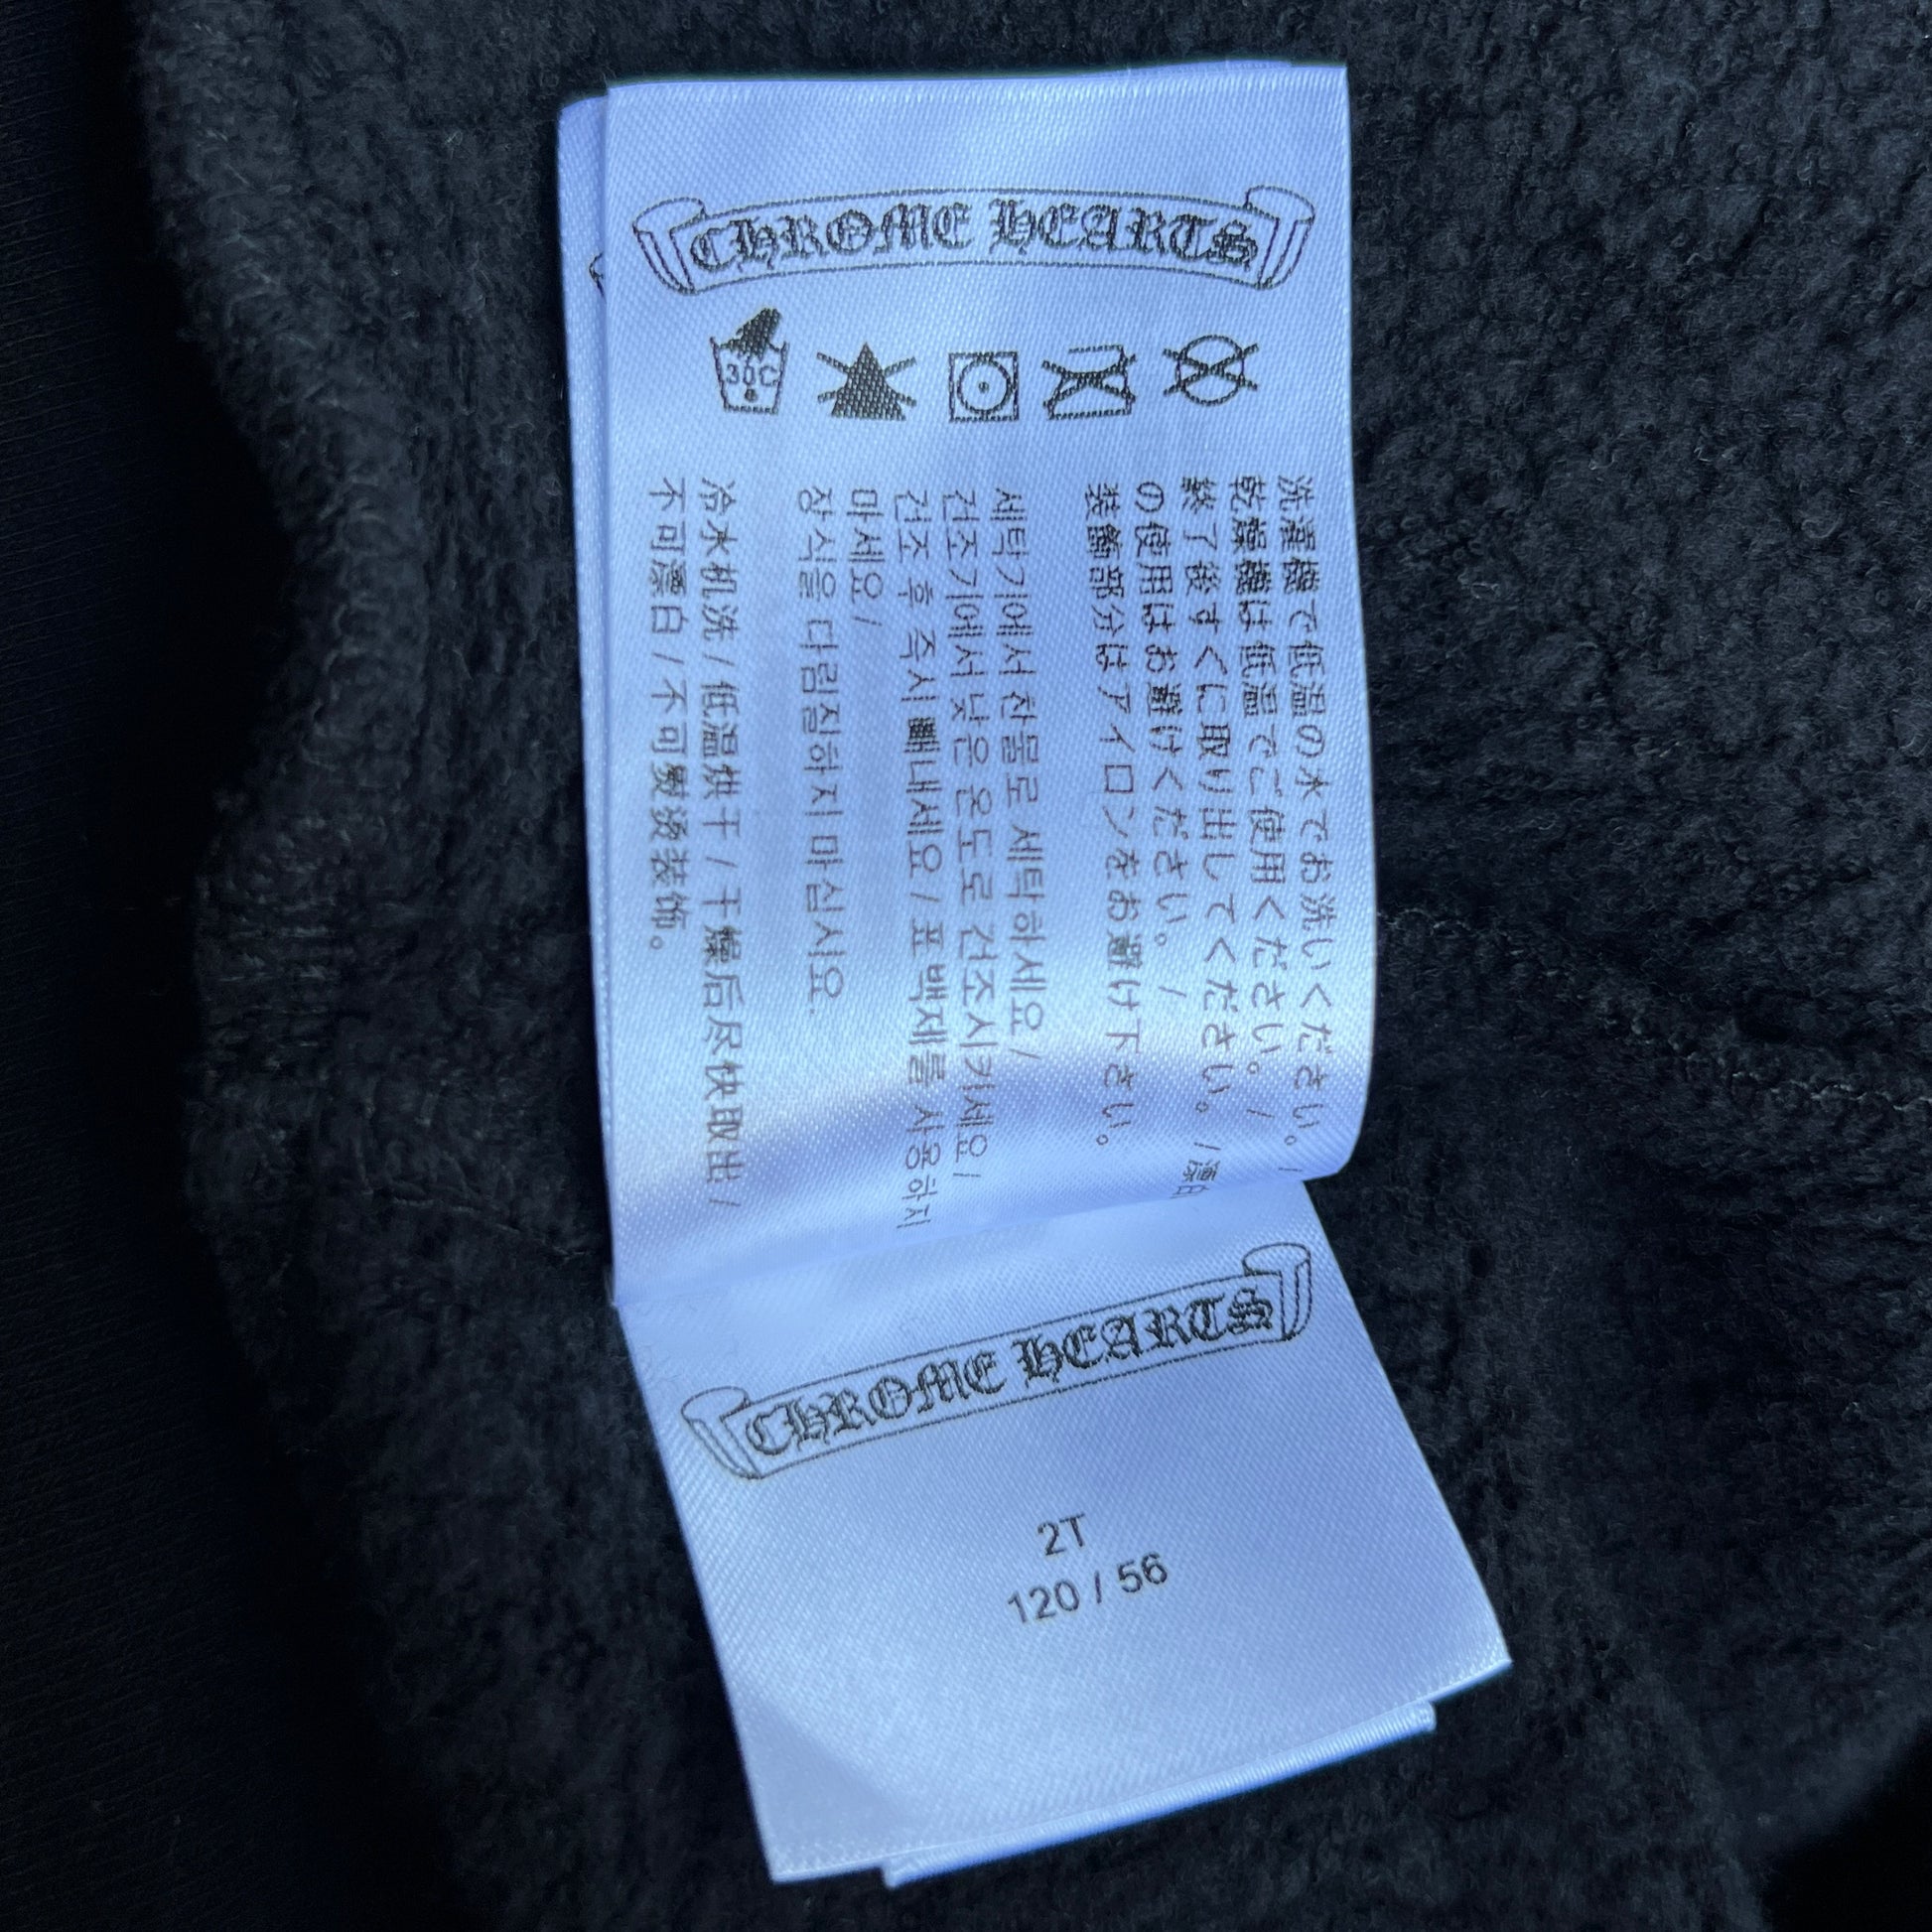 CHROME HEARTS
30C
洗濯機で低温の水でお洗いください。/
乾燥機は低温でご使用ください。/
終了後すぐに取り出してください。/漂白
の使用はお避けください。/
装飾部分はアイロンをお避け下さい。
세탁기에서 찬물로 세탁하세요/
건조기에서 낮은 온도로 건조시키세요/
건조 후 즉시 빼내세요/ 표백제를 사용하지
마세요/
장식을 다림질하지 마십시요.
冷水机洗/低温烘干/干燥后尽快取出/
不可漂白/不可熨烫装饰。
CHROME HEARTS
2T
120 / 56